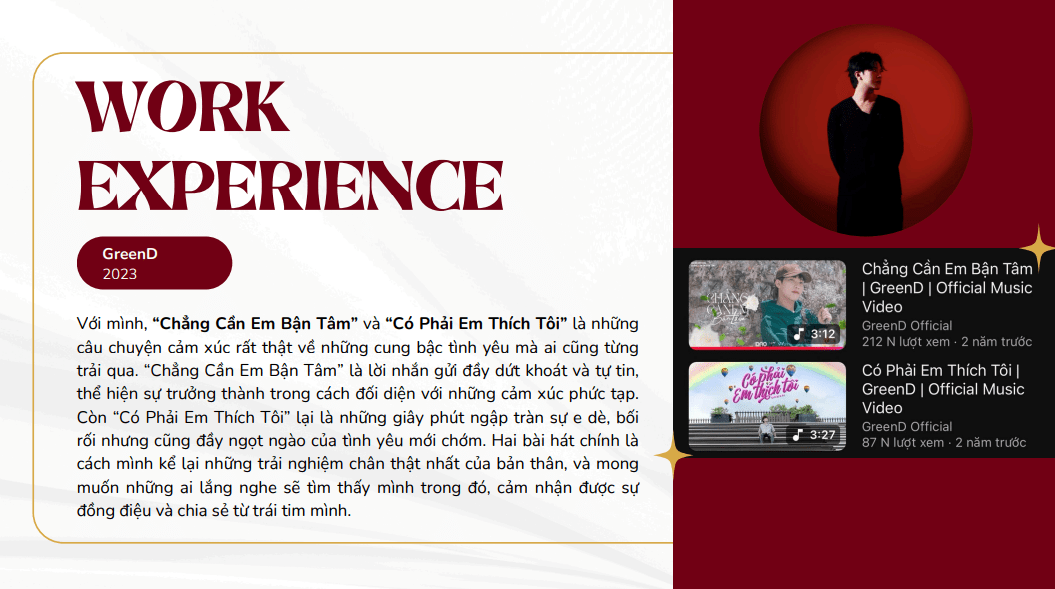 WORK
EXPERIENCE
GreenD
2023
Với mình, “Chẳng Cần Em Bận Tâm” và “Có Phải Em Thích Tôi” là những
câu chuyện cảm xúc rất thật về những cung bậc tình yêu mà ai cũng từng
trải qua. “Chẳng Cần Em Bận Tâm” là lời nhắn gửi đầy dứt khoát và tự tin,
thể hiện sự trưởng thành trong cách đối diện với những cảm xúc phức tạp.
Còn “Có Phải Em Thích Tôi” lại là những giây phút ngập tràn sự e dè, bối
rối nhưng cũng đầy ngọt ngào của tình yêu mới chớm. Hai bài hát chính là
cách mình kể lại những trải nghiệm chân thật nhất của bản thân, và mong
muốn những ai lắng nghe sẽ tìm thấy mình trong đó, cảm nhận được sự
đồng điệu và chia sẻ từ trái tim mình.
3:12
Chẳng Cần Em Bận Tâm
| GreenD | Official Music
Video
GreenD Official
212 N lượt xem · 2 năm trước
Có phải
Em thích tôi
3:27
Có Phải Em Thích Tôi |
GreenD | Official Music
Video
GreenD Official
87 N lượt xem · 2 năm trước